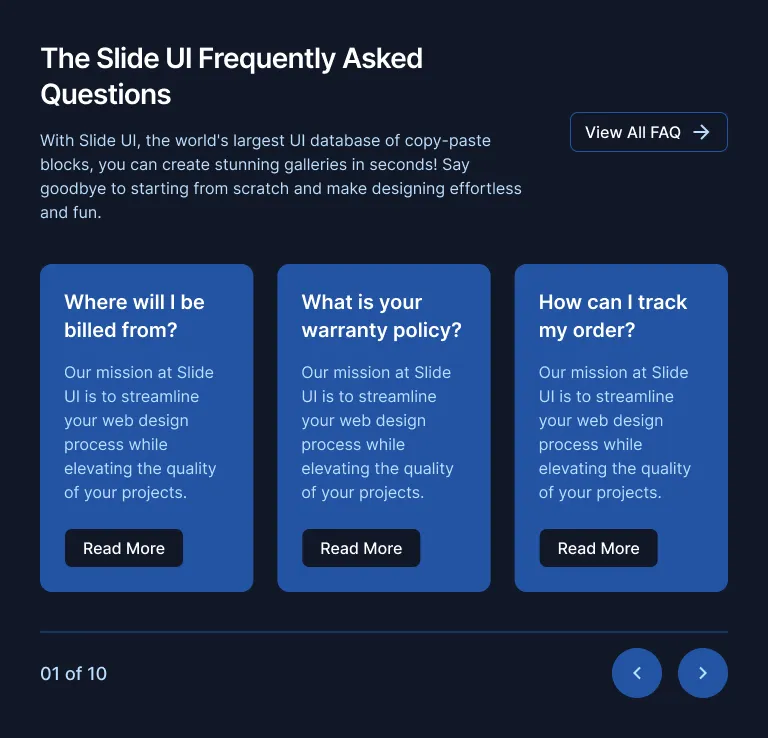 The Slide UI Frequently Asked
Questions
With Slide UI, the world's largest UI database of copy-paste
blocks, you can create stunning galleries in seconds! Say
goodbye to starting from scratch and make designing effortless
and fun.
View All FAQ
Where will I be
billed from?
Our mission at Slide
UI is to streamline
your web design
process while
elevating the quality
of your projects.
Read More
What is your
warranty policy?
Our mission at Slide
UI is to streamline
your web design
process while
elevating the quality
of your projects.
Read More
How can I track
my order?
Our mission at Slide
UI is to streamline
your web design
process while
elevating the quality
of your projects.
Read More
01 of 10